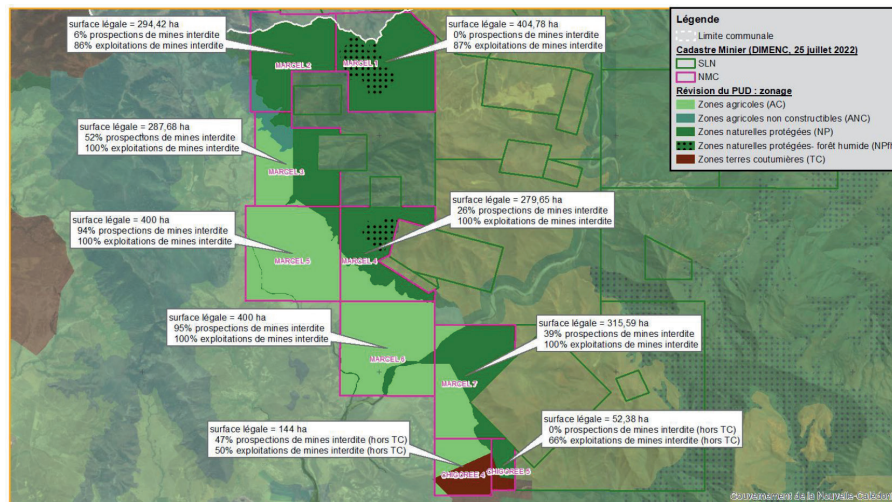 surface légale = 294,42 ha
6% prospections de mines interdite
86% exploitations de mines interdite
surface légale = 404,78 ha
0% prospections de mines interdite
87% exploitations de mines interdite
Légende
Limite communale
Cadastre Minier (DIMENC, 25 juillet 2022)
SLN
NMC
Révision du PUD : zonage
Zones agricoles (AC)
Zones agricoles non constructibles (ANC)
Zones naturelles protégées (NP)
Zones naturelles protégées- forêt humide (NPfh
Zones terres coutumières (TC)
MARCEL 2
MARCEL 1
surface légale = 287,68 ha
52% prospections de mines interdite
100% exploitations de mines interdite
MARCEL 3
surface légale = 279,65 ha
26% prospections de mines interdite
100% exploitations de mines interdite
surface légale = 400 ha
94% prospections de mines interdite
100% exploitations de mines interdite
MARCEL 5
MARCEL 4
surface légale = 400 ha
95% prospections de mines interdite
100% exploitations de mines interdite
surface légale = 315,59 ha
39% prospections de mines interdite
100% exploitations de mines interdite
MARCEL 6
MARCEL 7
surface légale = 144 ha
47% prospections de mines interdite (hors TC)
50% exploitations de mines interdite (hors TC)
surface légale = 52,38 ha
0% prospections de mines interdite (hors TC)
66% exploitations de mines interdite (hors TC)
CHICOREE 4
CHICOREE 5
Gouvernement de la Nouvelle-Calédon